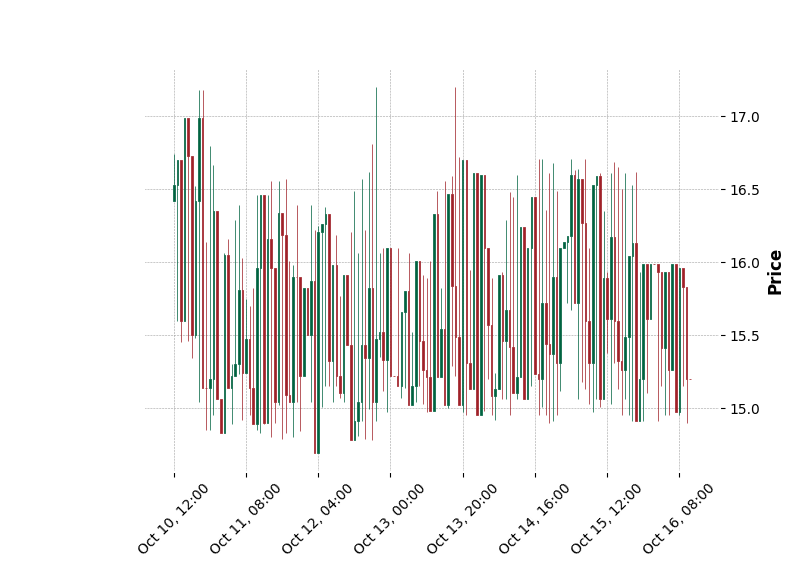 17.0
16.5
16.0
15.5
15.0
Price
Oct 10, 12:00
Oct 11, 08:00
Oct 12, 04:00
Oct 13, 00:00
Oct 13, 20:00
Oct 14, 16:00
Oct 15, 12:00
Oct 16, 08:00